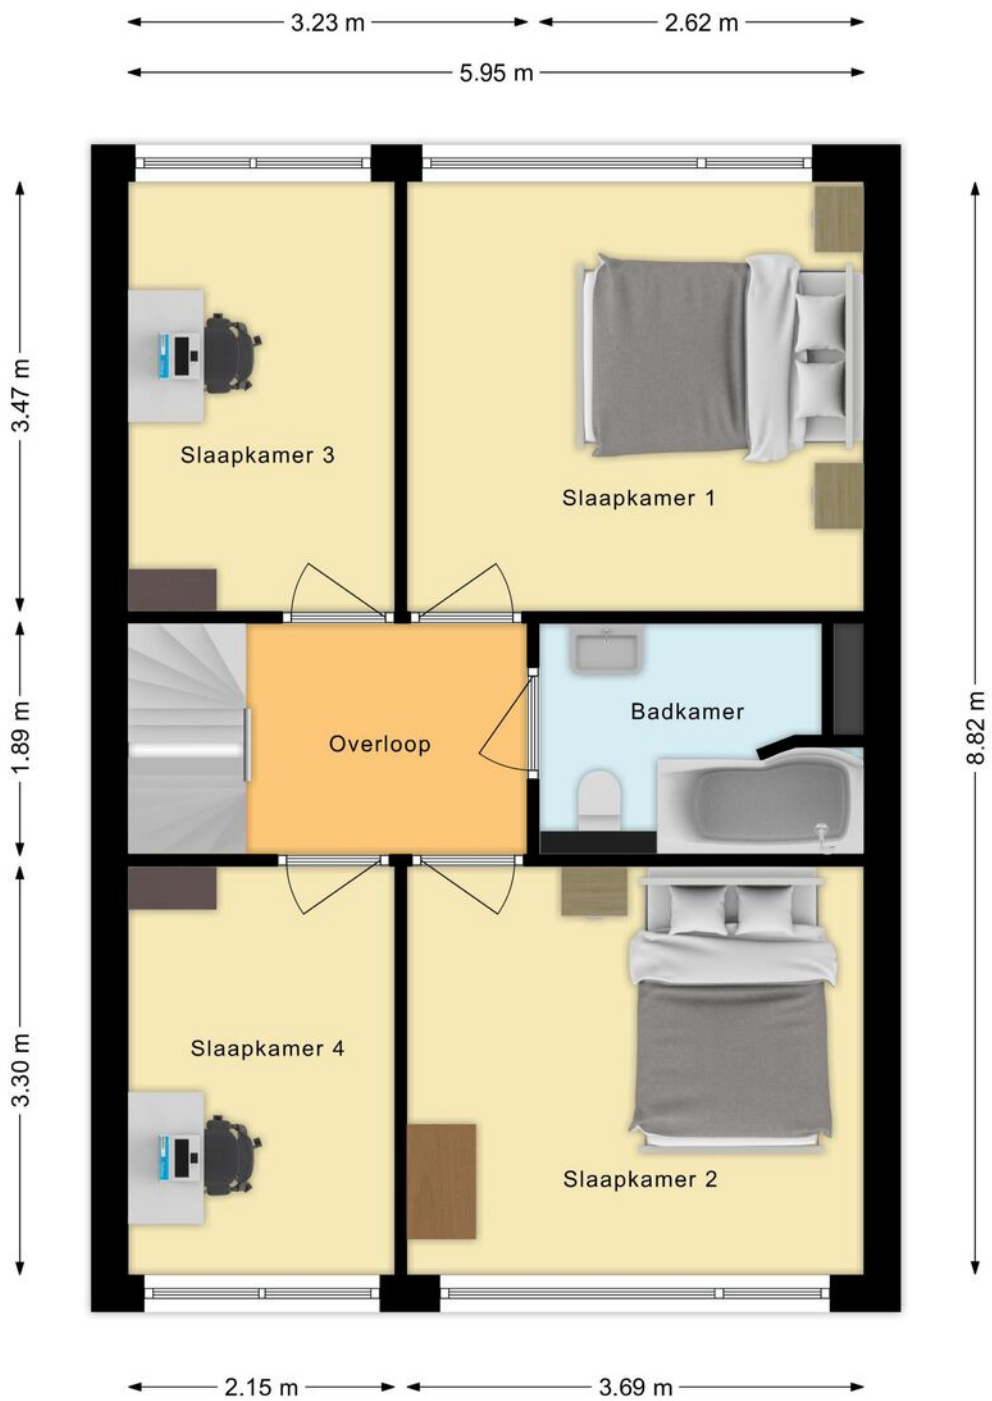 3.23 m
2.62 m
5.95 m
3.47 m
Slaapkamer 3
Slaapkamer 1
1.89 m
Overloop
Badkamer
8.82 m
3.30 m
Slaapkamer 4
Slaapkamer 2
2.15 m
3.69 m